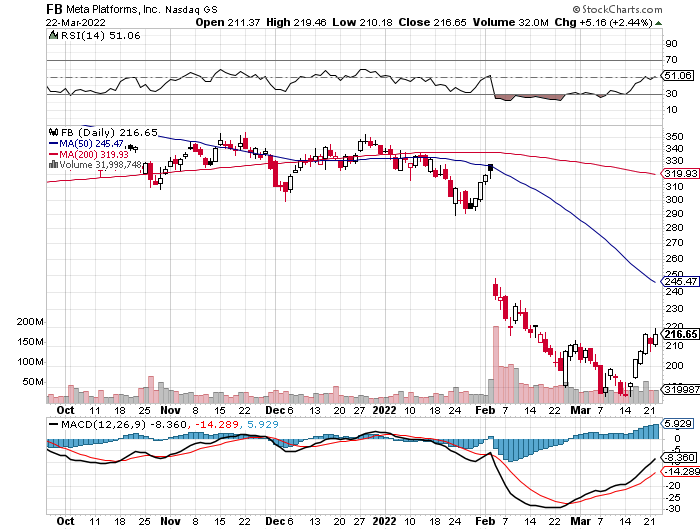 FB Meta Platforms, Inc. Nasdaq GS © StockCharts.com
22-Mar-2022 Open 211.37 High 219.46 Low 210.18 Close 216.65 Volume 32.0M Chg +5.16 (+2.44%)
RSI(14) 51.06
90
70
51.06
30
10
FB (Daily) 216.65
MA(50) 245.47
MA(200) 319.93
Volume 31,998,748
350
340
330
319.93
310
300
290
280
270
260
250
245.47
240
230
220
216.65
210
200
190
319987
200M
150M
100M
50M
Oct 11 18 25 Nov 8 15 22 Dec 6 13 20 27 2022 10 18 24 Feb 7 14 22 Mar 7 14 21
MACD(12,26,9) -8.360, -14.289, 5.929
5.929
0
-5
-8.360
-14.289
-20
-25
-30
Oct 11 18 25 Nov 8 15 22 Dec 6 13 20 27 2022 10 18 24 Feb 7 14 22 Mar 7 14 21